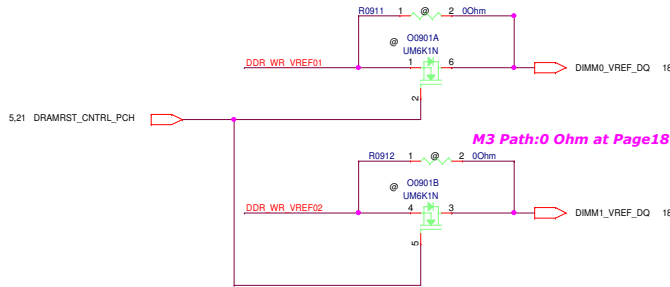 R0911 1 @ 2 0Ohm
@ O0901A
UM6K1N
DDR_WR_VREF01 1 6 DIMM0_VREF_DQ 18
2
5,21 DRAMRST_CNTRL_PCH
M3 Path:0 Ohm at Page18
R0912 1 @ 2 0Ohm
@ O0901B
UM6K1N
DDR_WR_VREF02 4 3 DIMM1_VREF_DQ 18
5